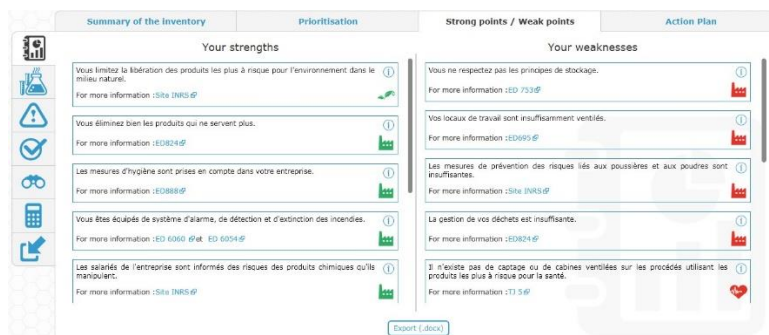 Summary of the inventory
Prioritisation
Strong points / Weak points
Action Plan
Your strengths
Vous limitez la libération des produits les plus à risque pour l'environnement dans le
milieu naturel.
For more information :Site INRS
Vous éliminez bien les produits qui ne servent plus.
For more information :ED824
Les mesures d'hygiène sont prises en compte dans votre entreprise.
For more information :ED888
Vous êtes équipés de système d'alarme, de détection et d'extinction des incendies.
For more information :ED 6060 et ED 6054
Les salariés de l'entreprise sont informés des risques des produits chimiques qu'ils
manipulent.
For more information :Site INRS
Your weaknesses
Vous ne respectez pas les principes de stockage.
For more information :ED 753
Vos locaux de travail sont insuffisamment ventilés.
For more information :ED695
Les mesures de prévention des risques liés aux poussières et aux poudres sont
insuffisantes.
For more information :Site INRS
La gestion de vos déchets est insuffisante.
For more information :ED824
Il n'existe pas de captage ou de cabines ventilées sur les procédés utilisant les
produits les plus à risque pour la santé.
For more information :TJ 5
Export (.docx)